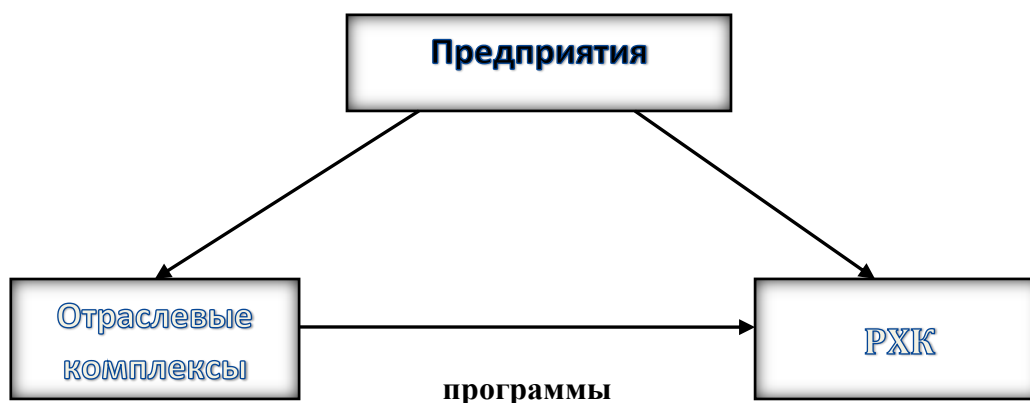 Предприятия
Отраслевые
комплексы
РХК
программы